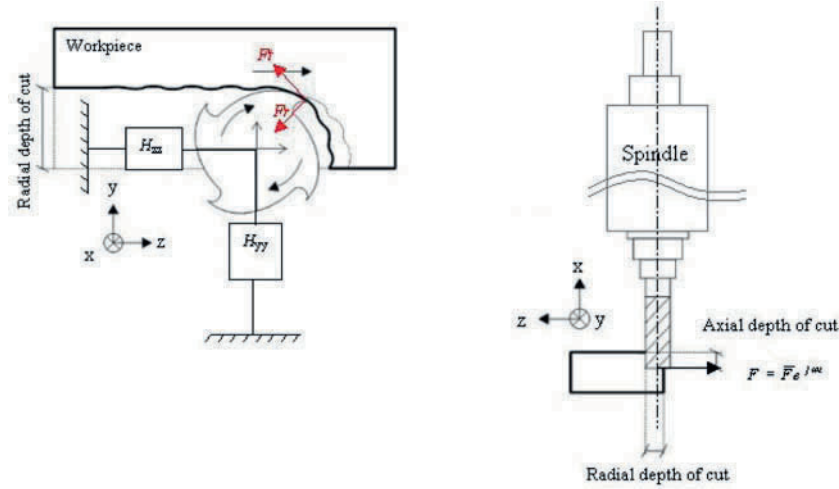 Workpiece
Ft
Fr
Radial depth of cut
Hzz
Hyy
y
x
z
Spindle
x
z
y
Axial depth of cut
F = F̅e^jωt
Radial depth of cut